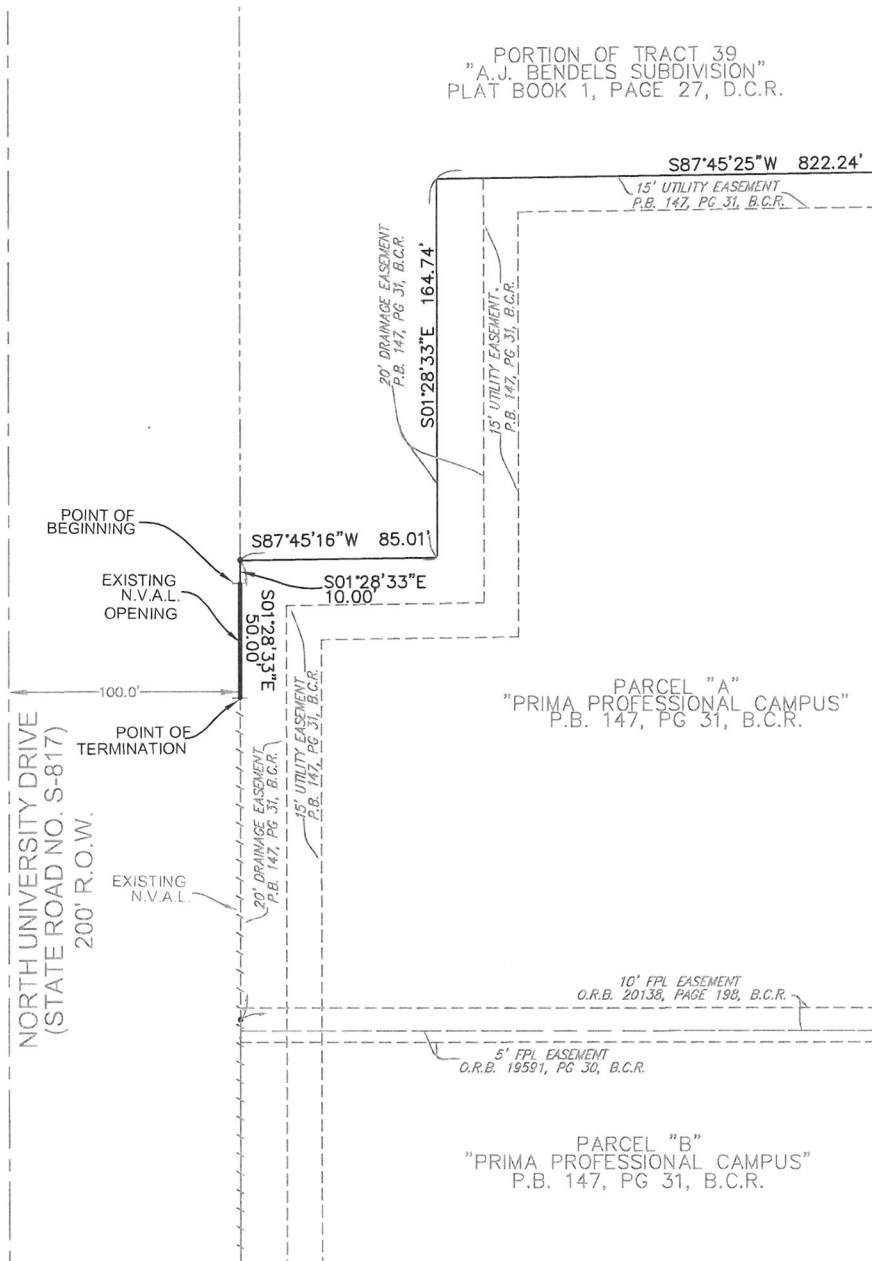 PORTION OF TRACT 39
"A.J. BENDELS SUBDIVISION"
PLAT BOOK 1, PAGE 27, D.C.R.
S87°45'25"W 822.24'
15' UTILITY EASEMENT
P.B. 147, PG 31, B.C.R.
20' DRAINAGE EASEMENT
P.B. 147, PG 31, B.C.R.
S01°28'33"E 164.74'
15' UTILITY EASEMENT
P.B. 147, PG 31, B.C.R.
POINT OF
BEGINNING
S87°45'16"W 85.01'
S01°28'33"E
10.00'
EXISTING
N.V.A.L.
OPENING
S01°28'33"E
50.00'
100.0'
POINT OF
TERMINATION
PARCEL "A"
"PRIMA PROFESSIONAL CAMPUS"
P.B. 147, PG 31, B.C.R.
NORTH UNIVERSITY DRIVE
(STATE ROAD NO. S-817)
200' R.O.W.
20' DRAINAGE EASEMENT
P.B. 147, PG 31, B.C.R.
15' UTILITY EASEMENT
P.B. 147, PG 31, B.C.R.
EXISTING
N.V.A.L.
10' FPL EASEMENT
O.R.B. 20138, PAGE 198, B.C.R.
5' FPL EASEMENT
O.R.B. 19591, PG 30, B.C.R.
PARCEL "B"
"PRIMA PROFESSIONAL CAMPUS"
P.B. 147, PG 31, B.C.R.